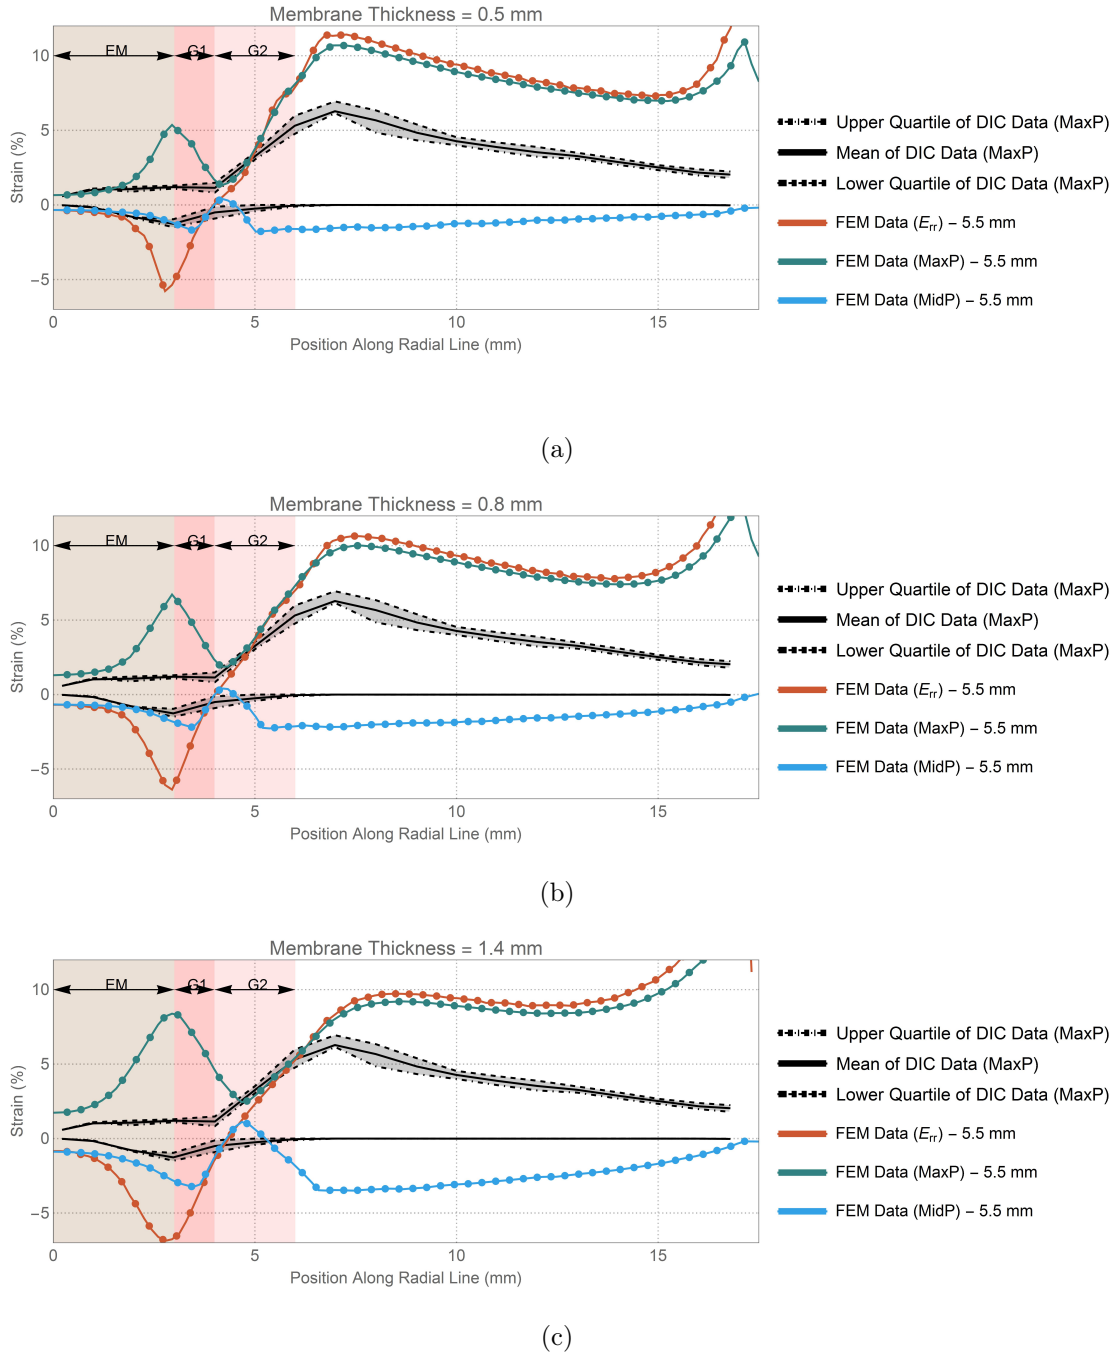 Membrane Thickness = 0.5 mm
EM G1 G2
10
5
0
−5
Strain (%)
0 5 10 15
Position Along Radial Line (mm)
Upper Quartile of DIC Data (MaxP)
Mean of DIC Data (MaxP)
Lower Quartile of DIC Data (MaxP)
FEM Data (Err) − 5.5 mm
FEM Data (MaxP) − 5.5 mm
FEM Data (MidP) − 5.5 mm
(a)
Membrane Thickness = 0.8 mm
EM G1 G2
10
5
0
−5
Strain (%)
0 5 10 15
Position Along Radial Line (mm)
Upper Quartile of DIC Data (MaxP)
Mean of DIC Data (MaxP)
Lower Quartile of DIC Data (MaxP)
FEM Data (Err) − 5.5 mm
FEM Data (MaxP) − 5.5 mm
FEM Data (MidP) − 5.5 mm
(b)
Membrane Thickness = 1.4 mm
EM G1 G2
10
5
0
−5
Strain (%)
0 5 10 15
Position Along Radial Line (mm)
Upper Quartile of DIC Data (MaxP)
Mean of DIC Data (MaxP)
Lower Quartile of DIC Data (MaxP)
FEM Data (Err) − 5.5 mm
FEM Data (MaxP) − 5.5 mm
FEM Data (MidP) − 5.5 mm
(c)